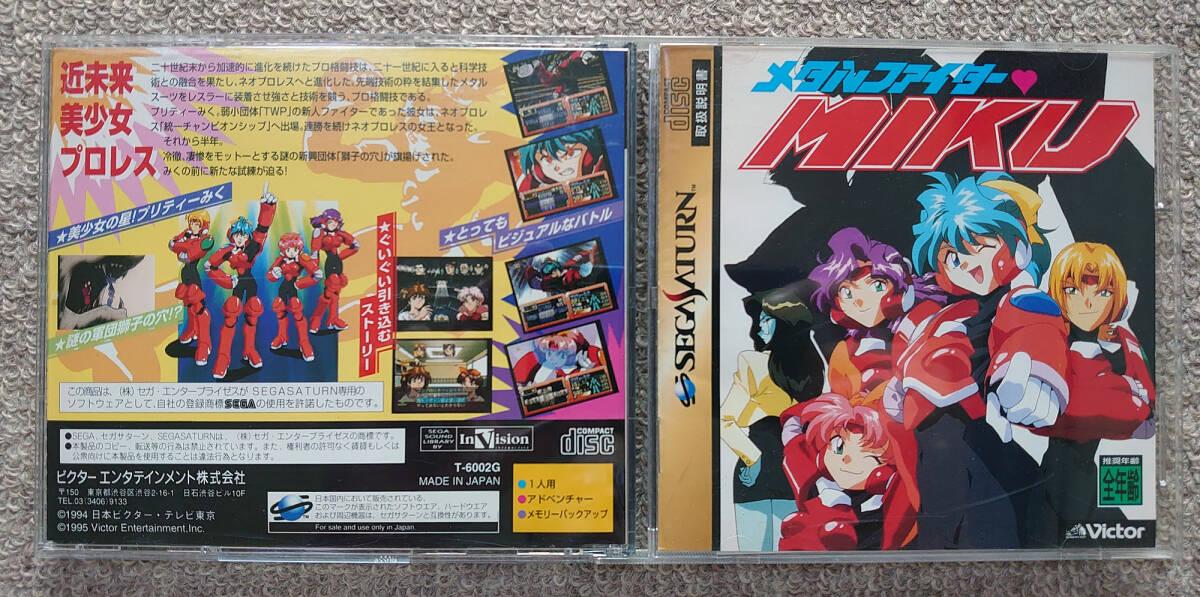 近未来
美少女
プロレス
二十世紀末から加速的に進化を続けたプロ格闘技は、二十一世紀に入ると科学技
術との融合を果たし、ネオプロレスへと進化した。先端技術の粋を結集したメタル
スーツをレスラーに装着させ強さと技術を競う、プロ格闘技である。
プリティーみく。弱小団体「TWP」の新人ファイターであった彼女は、ネオプロレ
ス「統一チャンピオンシップ」へ出場。連勝を続けネオプロレスの女王となった。
それから半年。
冷徹、凄惨をモットーとする謎の新興団体「獅子の穴」が旗揚げされた。
みくの前に新たな試練が迫る!
★美少女の星!プリティーみく
★謎の軍団獅子の穴!?
★ぐいぐい引き込む
ストーリー
★とっても
ビジュアルなバトル
この商品は、(株)セガ・エンタープライゼスがSEGASATURN専用の
ソフトウェアとして、自社の登録商標SEGAの使用を許諾したものです。
●SEGA、セガサターン、SEGASATURNは、(株)セガ・エンタープライゼスの商標です。
●本製品のコピー、転送等の行為は禁止されています。また、権利者の許可なく賃貸もしくは
公衆向けに本製品を使用することは違法行為となります。
SEGA
SOUND
LIBRARY
BY
InVision
INTERACTIVE
COMPACT
disc
T-6002G
MADE IN JAPAN
ビクター エンタテインメント株式会社
〒150 東京都渋谷区渋谷2-16-1 日石渋谷ビル10F
TEL.03(3406)9133
©1994 日本ビクター・テレビ東京
©1995 Victor Entertainment,Inc.
日本国内において販売されている、
このマークが表示されたソフトウエア、ハードウエア
および周辺機器は、セガサターンと互換性があります。
For sale and use only in Japan.
●1人用
●アドベンチャー
●メモリーバックアップ
disc
取扱説明書
SEGASATURN™
メタルファイター♥
MIKU
推奨年齢
全年齢
Victor